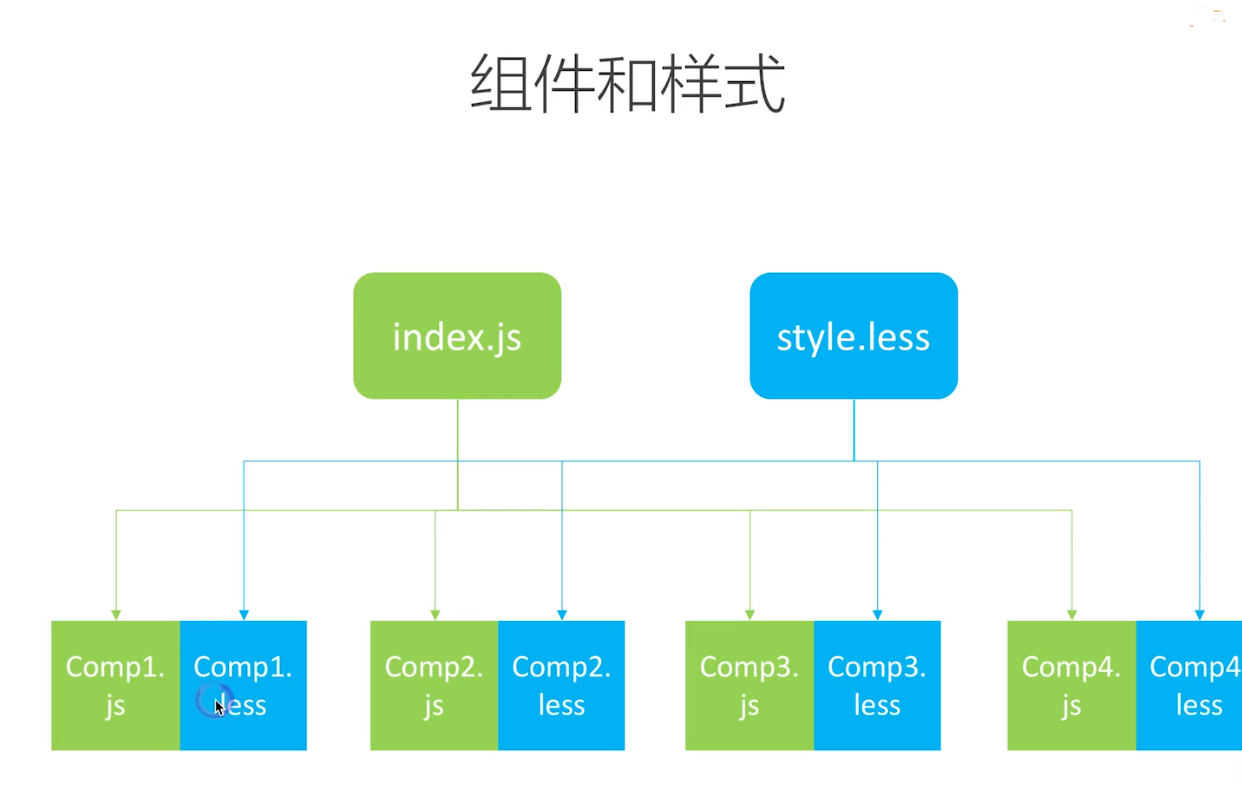 组件和样式
index.js
style.less
Comp1.
js
Comp1.
less
Comp2.
js
Comp2.
less
Comp3.
js
Comp3.
less
Comp4.
js
Comp4
less